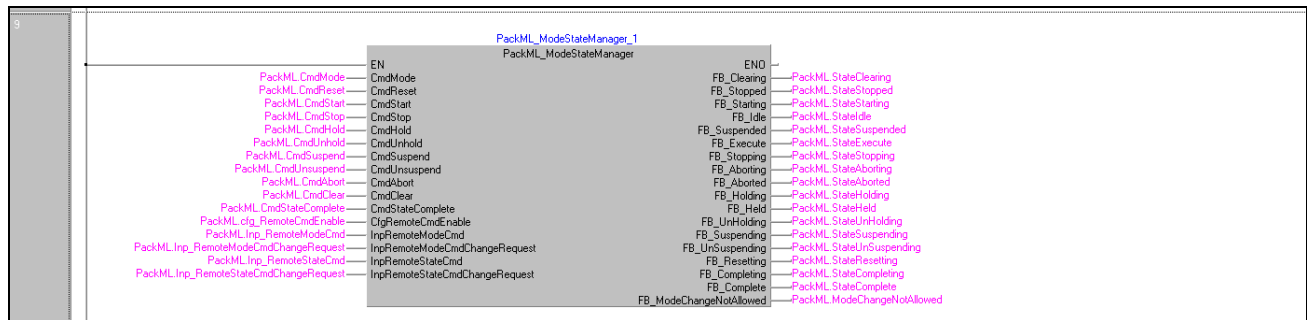 9
PackML_ModeStateManager_1
PackML_ModeStateManager
EN ENO
PackML.CmdMode CmdMode FB_Clearing PackML.StateClearing
PackML.CmdReset CmdReset FB_Stopped PackML.StateStopped
PackML.CmdStart CmdStart FB_Starting PackML.StateStarting
PackML.CmdStop CmdStop FB_Idle PackML.StateIdle
PackML.CmdHold CmdHold FB_Suspended PackML.StateSuspended
PackML.CmdUnhold CmdUnhold FB_Execute PackML.StateExecute
PackML.CmdSuspend CmdSuspend FB_Stopping PackML.StateStopping
PackML.CmdUnsuspend CmdUnsuspend FB_Aborting PackML.StateAborting
PackML.CmdAbort CmdAbort FB_Aborted PackML.StateAborted
PackML.CmdClear CmdClear FB_Holding PackML.StateHolding
PackML.CmdStateComplete CmdStateComplete FB_Held PackML.StateHeld
PackML.cfg_RemoteCmdEnable CfgRemoteCmdEnable FB_UnHolding PackML.StateUnHolding
PackML.Inp_RemoteModeCmd InpRemoteModeCmd FB_Suspending PackML.StateSuspending
PackML.Inp_RemoteModeCmdChangeRequest InpRemoteModeCmdChangeRequest FB_UnSuspending PackML.StateUnSuspending
PackML.Inp_RemoteStateCmd InpRemoteStateCmd FB_Resetting PackML.StateResetting
PackML.Inp_RemoteStateCmdChangeRequest InpRemoteStateCmdChangeRequest FB_Completing PackML.StateCompleting
FB_Complete PackML.StateComplete
FB_ModeChangeNotAllowed PackML.ModeChangeNotAllowed